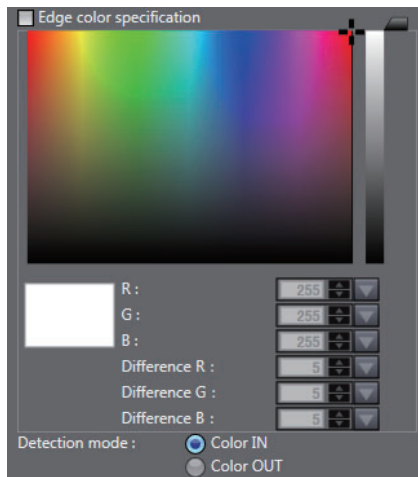 Edge color specification
R : 255
G : 255
B : 255
Difference R : 5
Difference G : 5
Difference B : 5
Detection mode : Color IN
Color OUT